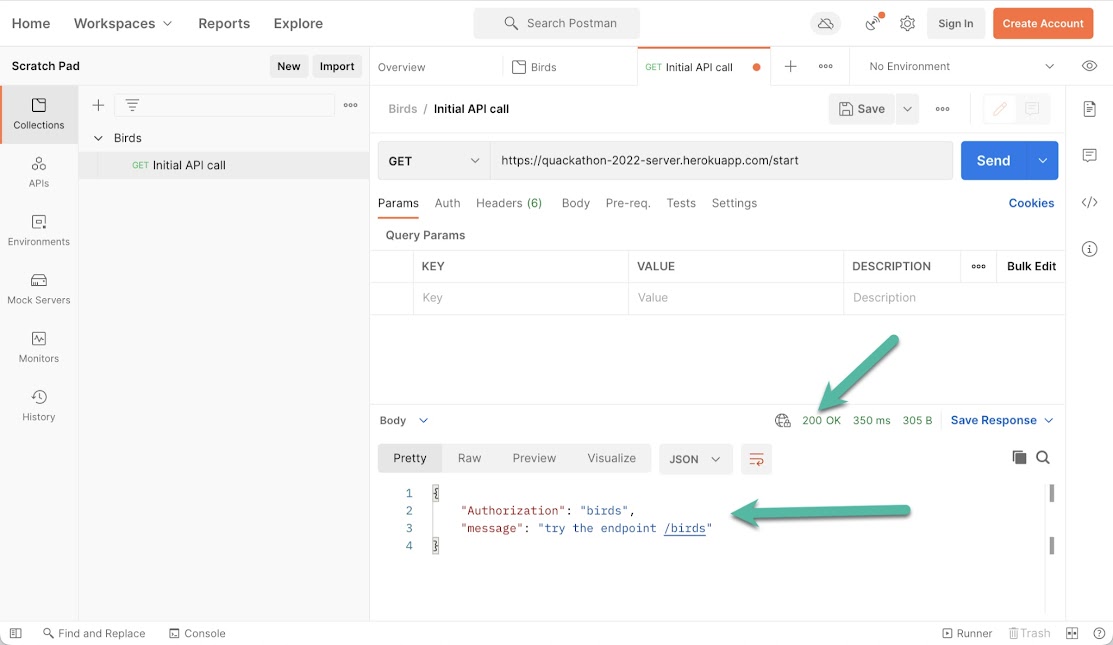 Home Workspaces Reports Explore Search Postman Sign In Create Account
Scratch Pad New Import Overview Birds GET Initial API call No Environment
Birds / Initial API call Save
Collections
Birds
GET Initial API call
APIs
Environments
Mock Servers
Monitors
History
GET https://quackathon-2022-server.herokuapp.com/start Send
Params Auth Headers (6) Body Pre-req. Tests Settings Cookies
Query Params
KEY VALUE DESCRIPTION Bulk Edit
Key Value Description
Body 200 OK 350 ms 305 B Save Response
Pretty Raw Preview Visualize JSON
1 {
2 "Authorization": "birds",
3 "message": "try the endpoint /birds"
4 }
Find and Replace Console Runner Trash